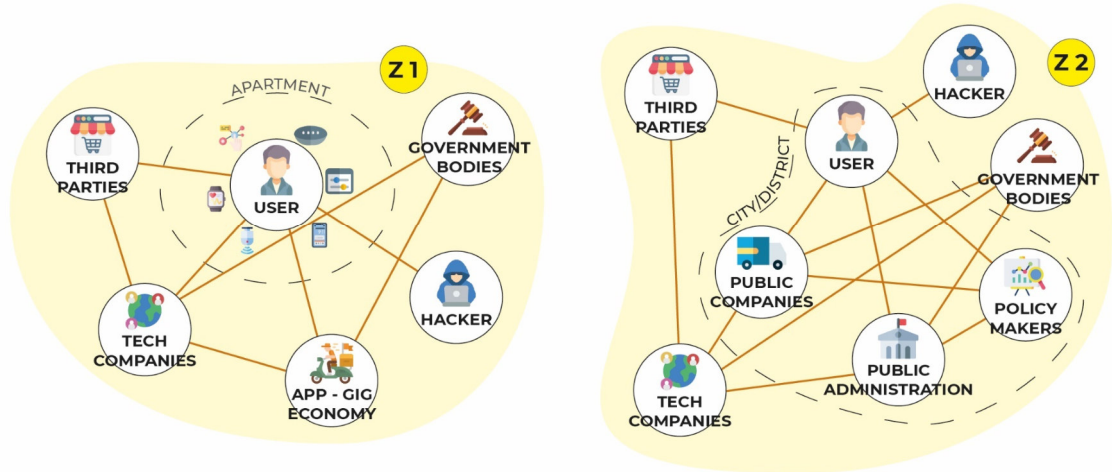 Z 1
APARTMENT
THIRD
PARTIES
USER
GOVERNMENT
BODIES
HACKER
TECH
COMPANIES
APP - GIG
ECONOMY
Z 2
HACKER
THIRD
PARTIES
USER
GOVERNMENT
BODIES
CITY/DISTRICT
PUBLIC
COMPANIES
POLICY
MAKERS
PUBLIC
ADMINISTRATION
TECH
COMPANIES